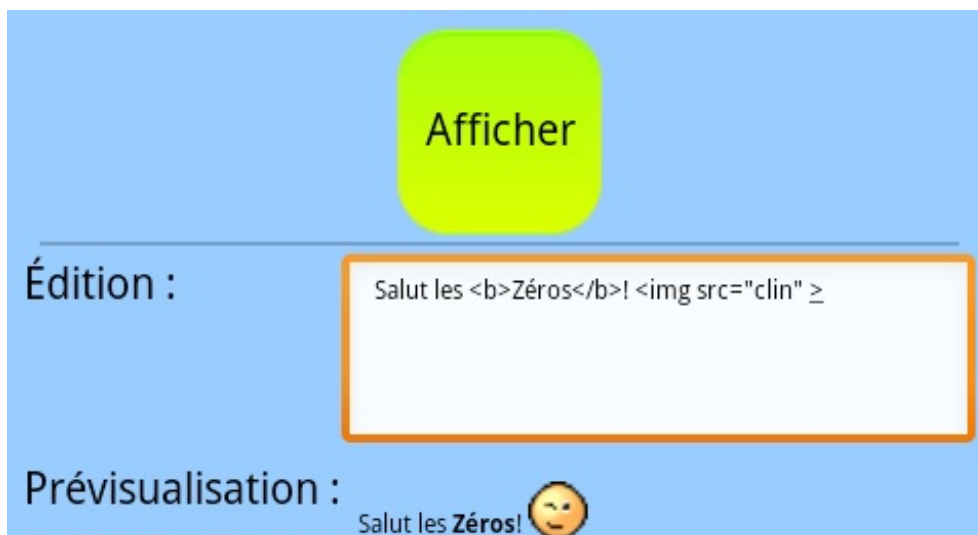 Afficher
Édition :
Salut les <b>Zéros</b>! <img src="clin" >
Prévisualisation :
Salut les Zéros!